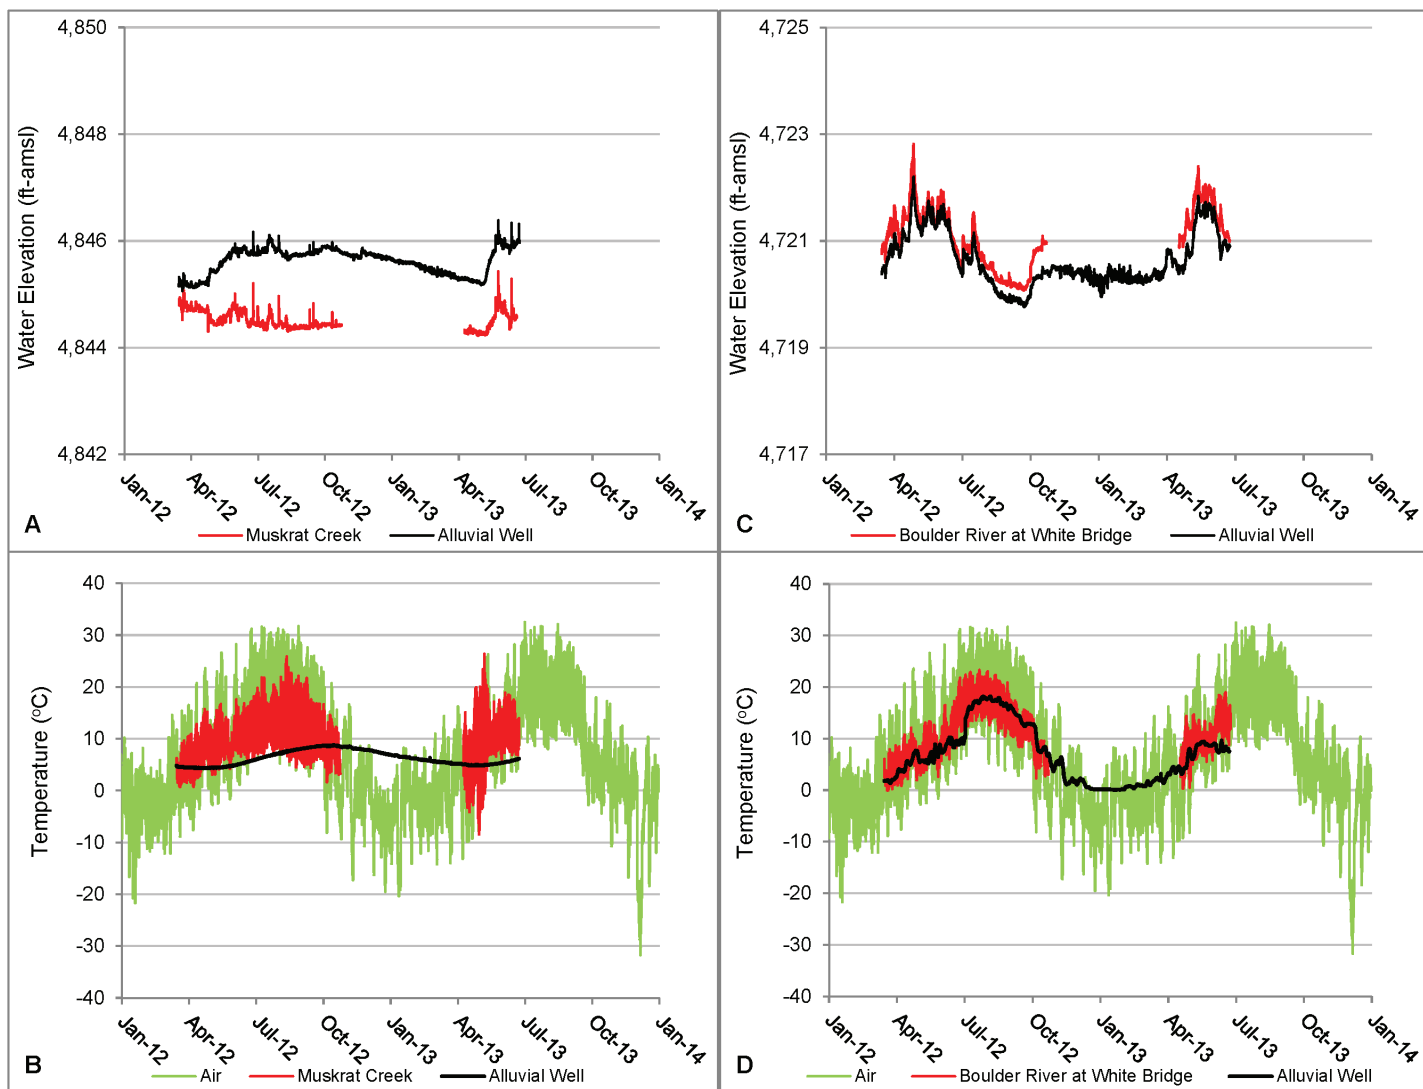 4,850
4,848
4,846
4,844
4,842
Water Elevation (ft-amsl)
Jan-12
Apr-12
Jul-12
Oct-12
Jan-13
Apr-13
Jul-13
Oct-13
Jan-14
A
Muskrat Creek
Alluvial Well
4,725
4,723
4,721
4,719
4,717
Water Elevation (ft-amsl)
Jan-12
Apr-12
Jul-12
Oct-12
Jan-13
Apr-13
Jul-13
Oct-13
Jan-14
C
Boulder River at White Bridge
Alluvial Well
40
30
20
10
0
-10
-20
-30
-40
Temperature (°C)
Jan-12
Apr-12
Jul-12
Oct-12
Jan-13
Apr-13
Jul-13
Oct-13
Jan-14
B
Air
Muskrat Creek
Alluvial Well
40
30
20
10
0
-10
-20
-30
-40
Temperature (°C)
Jan-12
Apr-12
Jul-12
Oct-12
Jan-13
Apr-13
Jul-13
Oct-13
Jan-14
D
Air
Boulder River at White Bridge
Alluvial Well